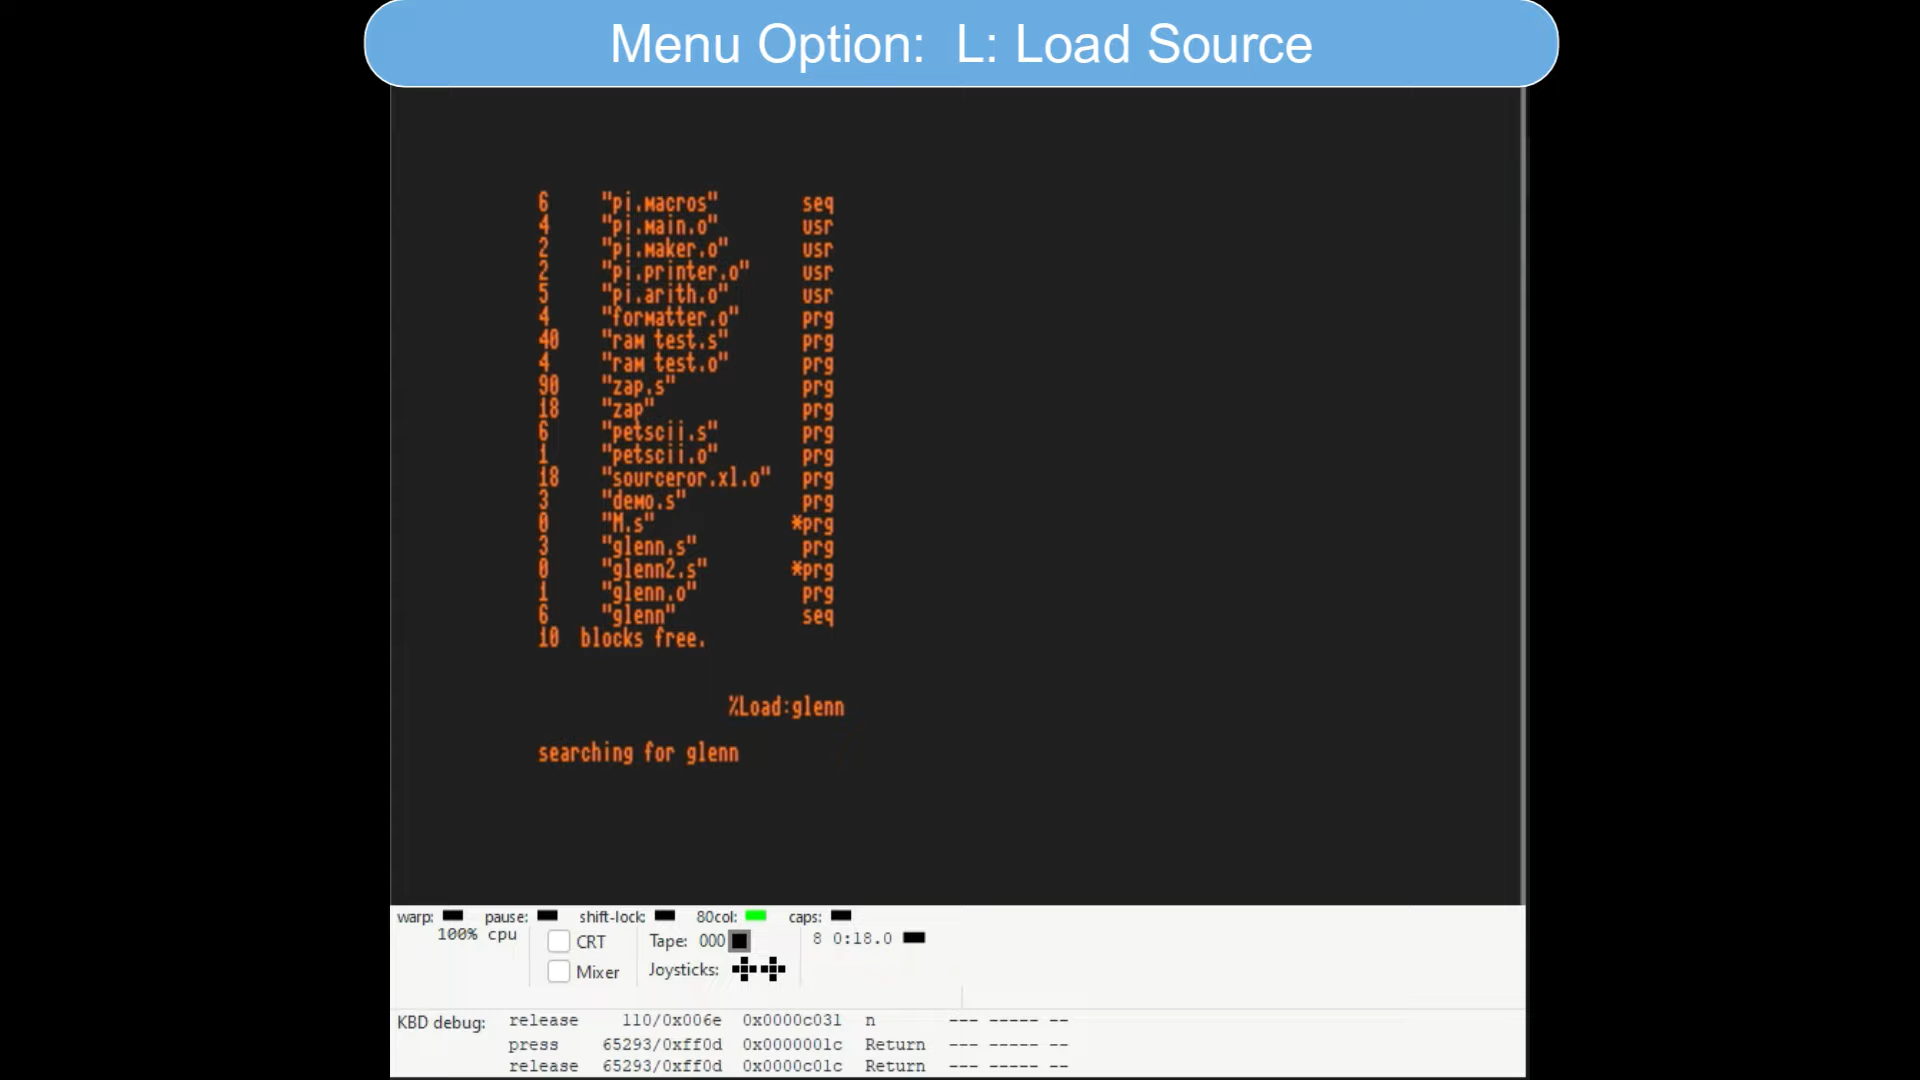 Menu Option:  L: Load Source
6 "pi.macros" seq
4 "pi.main.o" usr
2 "pi.maker.o" usr
2 "pi.printer.o" usr
5 "pi.arith.o" usr
4 "formatter.o" prg
40 "ram test.s" prg
4 "ram test.o" prg
90 "zap.s" prg
18 "zap" prg
6 "petscii.s" prg
1 "petscii.o" prg
18 "sourceror.xl.o" prg
3 "demo.s" prg
0 "M.s" *prg
3 "glenn.s" prg
0 "glenn2.s" *prg
1 "glenn.o" prg
6 "glenn" seq
10 blocks free.
%Load:glenn
searching for glenn
warp: pause: shift-lock: 80col: caps:
100% cpu CRT Tape: 000 8 0:18.0
Mixer Joysticks:
KBD debug: release 110/0x006e 0x0000c031 n --- ----- --
press 65293/0xff0d 0x0000001c Return --- ----- --
release 65293/0xff0d 0x0000c01c Return --- ----- --